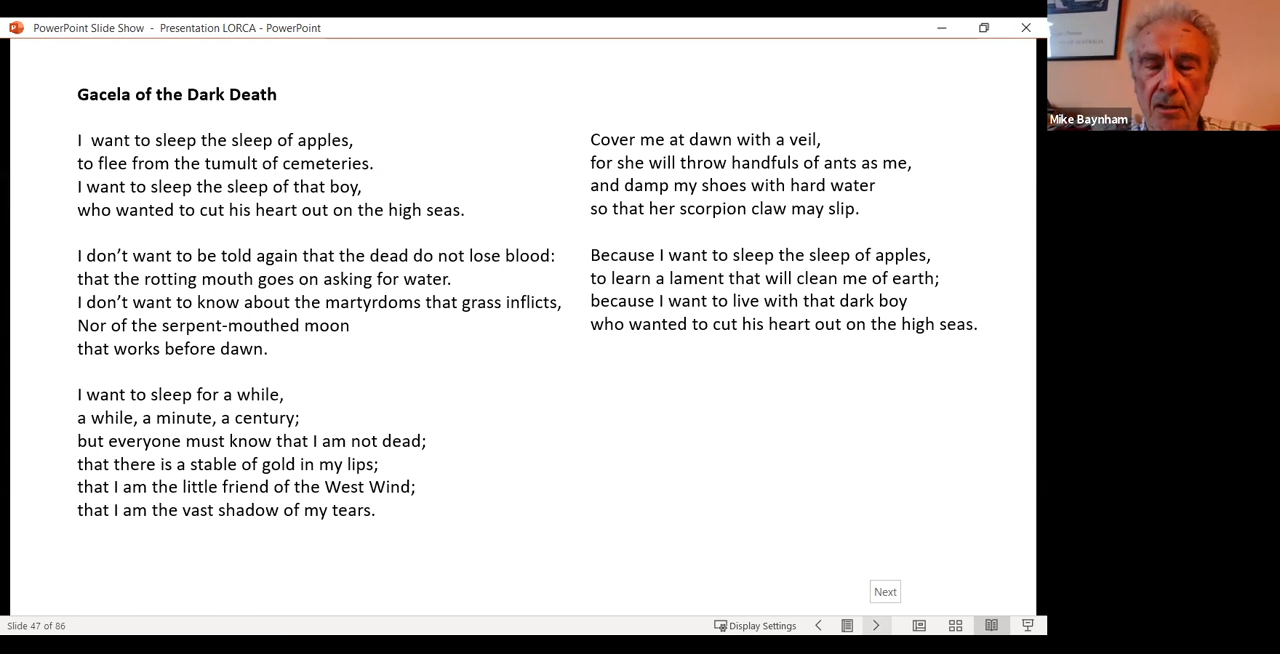 PowerPoint Slide Show - Presentation LORCA - PowerPoint
Gacela of the Dark Death
I want to sleep the sleep of apples,
to flee from the tumult of cemeteries.
I want to sleep the sleep of that boy,
who wanted to cut his heart out on the high seas.
I don’t want to be told again that the dead do not lose blood:
that the rotting mouth goes on asking for water.
I don’t want to know about the martyrdoms that grass inflicts,
Nor of the serpent-mouthed moon
that works before dawn.
I want to sleep for a while,
a while, a minute, a century;
but everyone must know that I am not dead;
that there is a stable of gold in my lips;
that I am the little friend of the West Wind;
that I am the vast shadow of my tears.
Cover me at dawn with a veil,
for she will throw handfuls of ants as me,
and damp my shoes with hard water
so that her scorpion claw may slip.
Because I want to sleep the sleep of apples,
to learn a lament that will clean me of earth;
because I want to live with that dark boy
who wanted to cut his heart out on the high seas.
Next
Slide 47 of 86
Display Settings
Mike Baynham